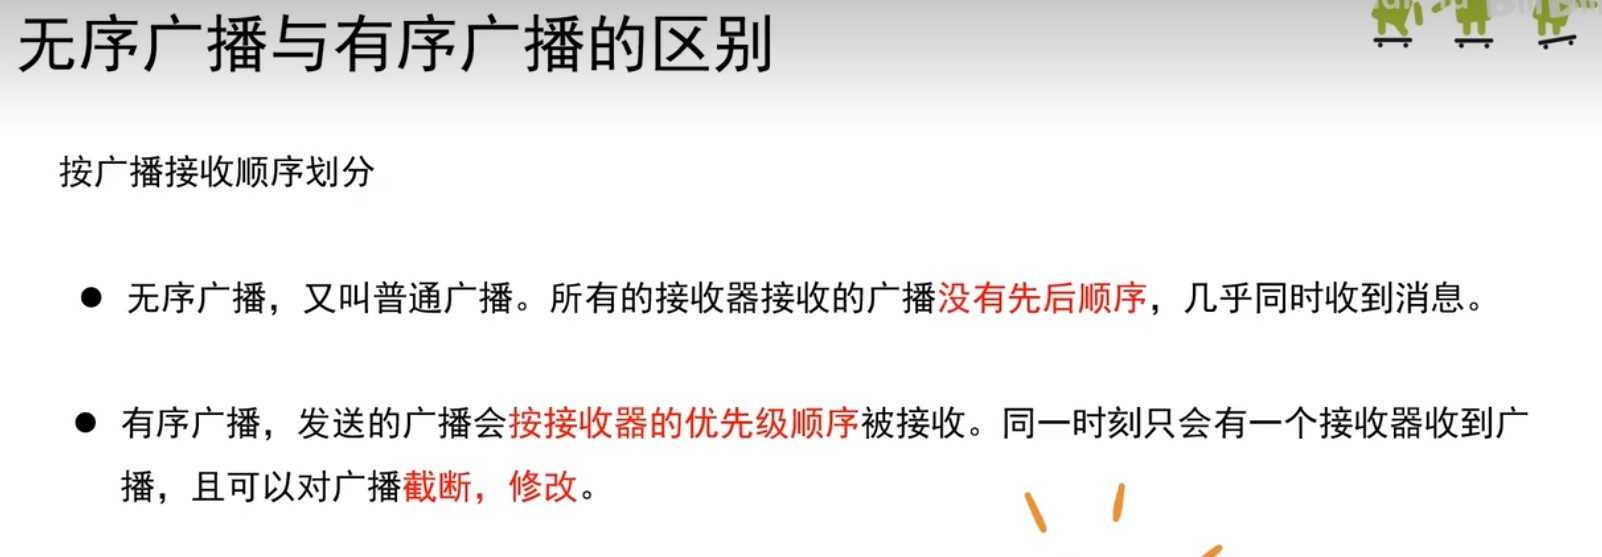 无序广播与有序广播的区别
按广播接收顺序划分
● 无序广播，又叫普通广播。所有的接收器接收的广播没有先后顺序，几乎同时收到消息。
● 有序广播，发送的广播会按接收器的优先级顺序被接收。同一时刻只会有一个接收器收到广
播，且可以对广播截断，修改。